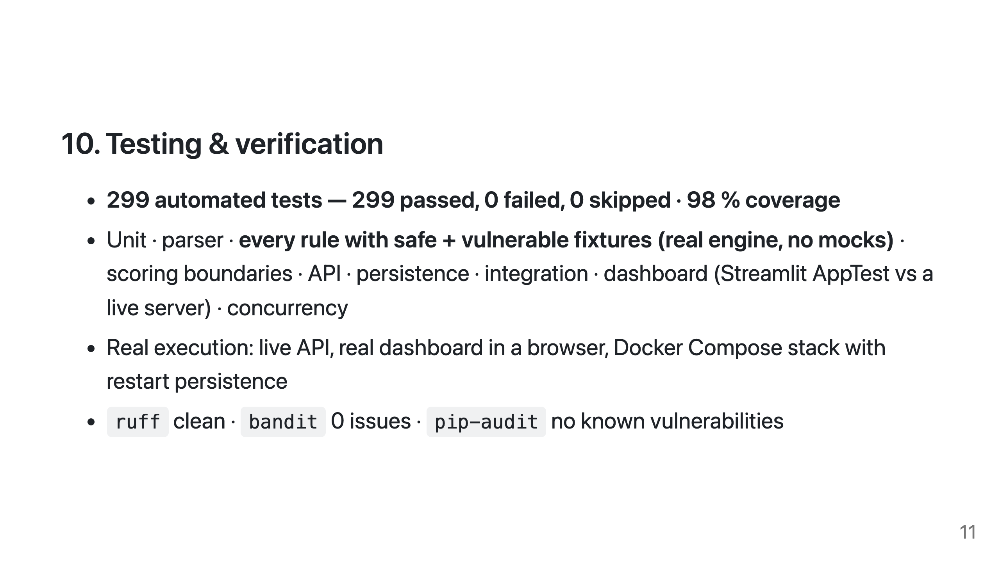 10. Testing & verification
• 299 automated tests — 299 passed, 0 failed, 0 skipped · 98 % coverage
• Unit · parser · every rule with safe + vulnerable fixtures (real engine, no mocks) ·
scoring boundaries · API · persistence · integration · dashboard (Streamlit AppTest vs a
live server) · concurrency
• Real execution: live API, real dashboard in a browser, Docker Compose stack with
restart persistence
• ruff clean · bandit 0 issues · pip-audit no known vulnerabilities
11